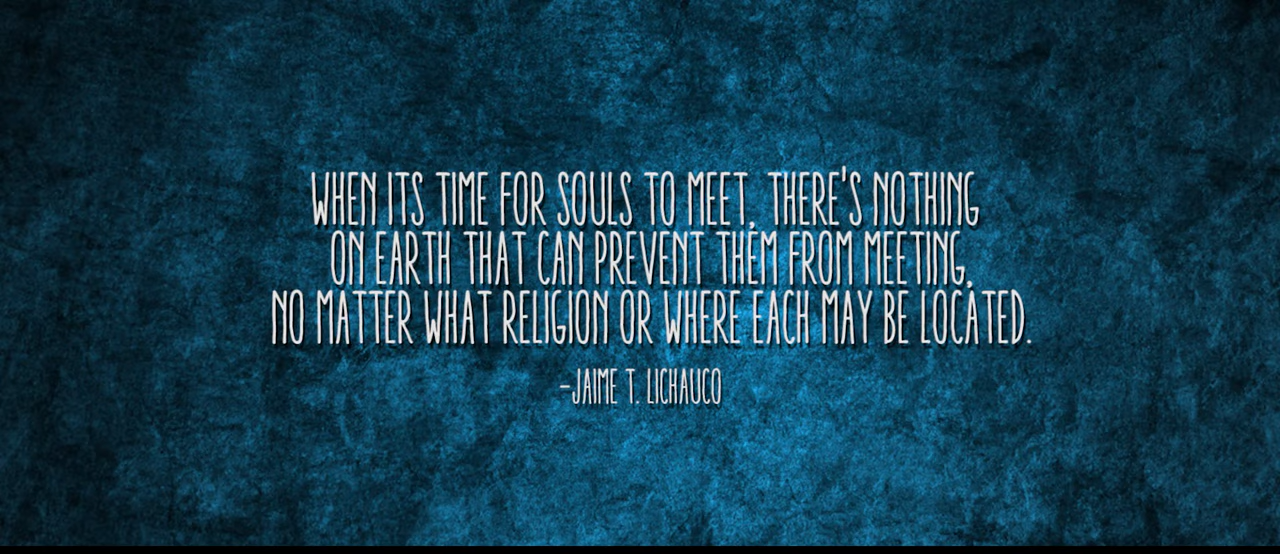 WHEN ITS TIME FOR SOULS TO MEET, THERE'S NOTHING
ON EARTH THAT CAN PREVENT THEM FROM MEETING,
NO MATTER WHAT RELIGION OR WHERE EACH MAY BE LOCATED.
-JAIME T. LICHAUCO